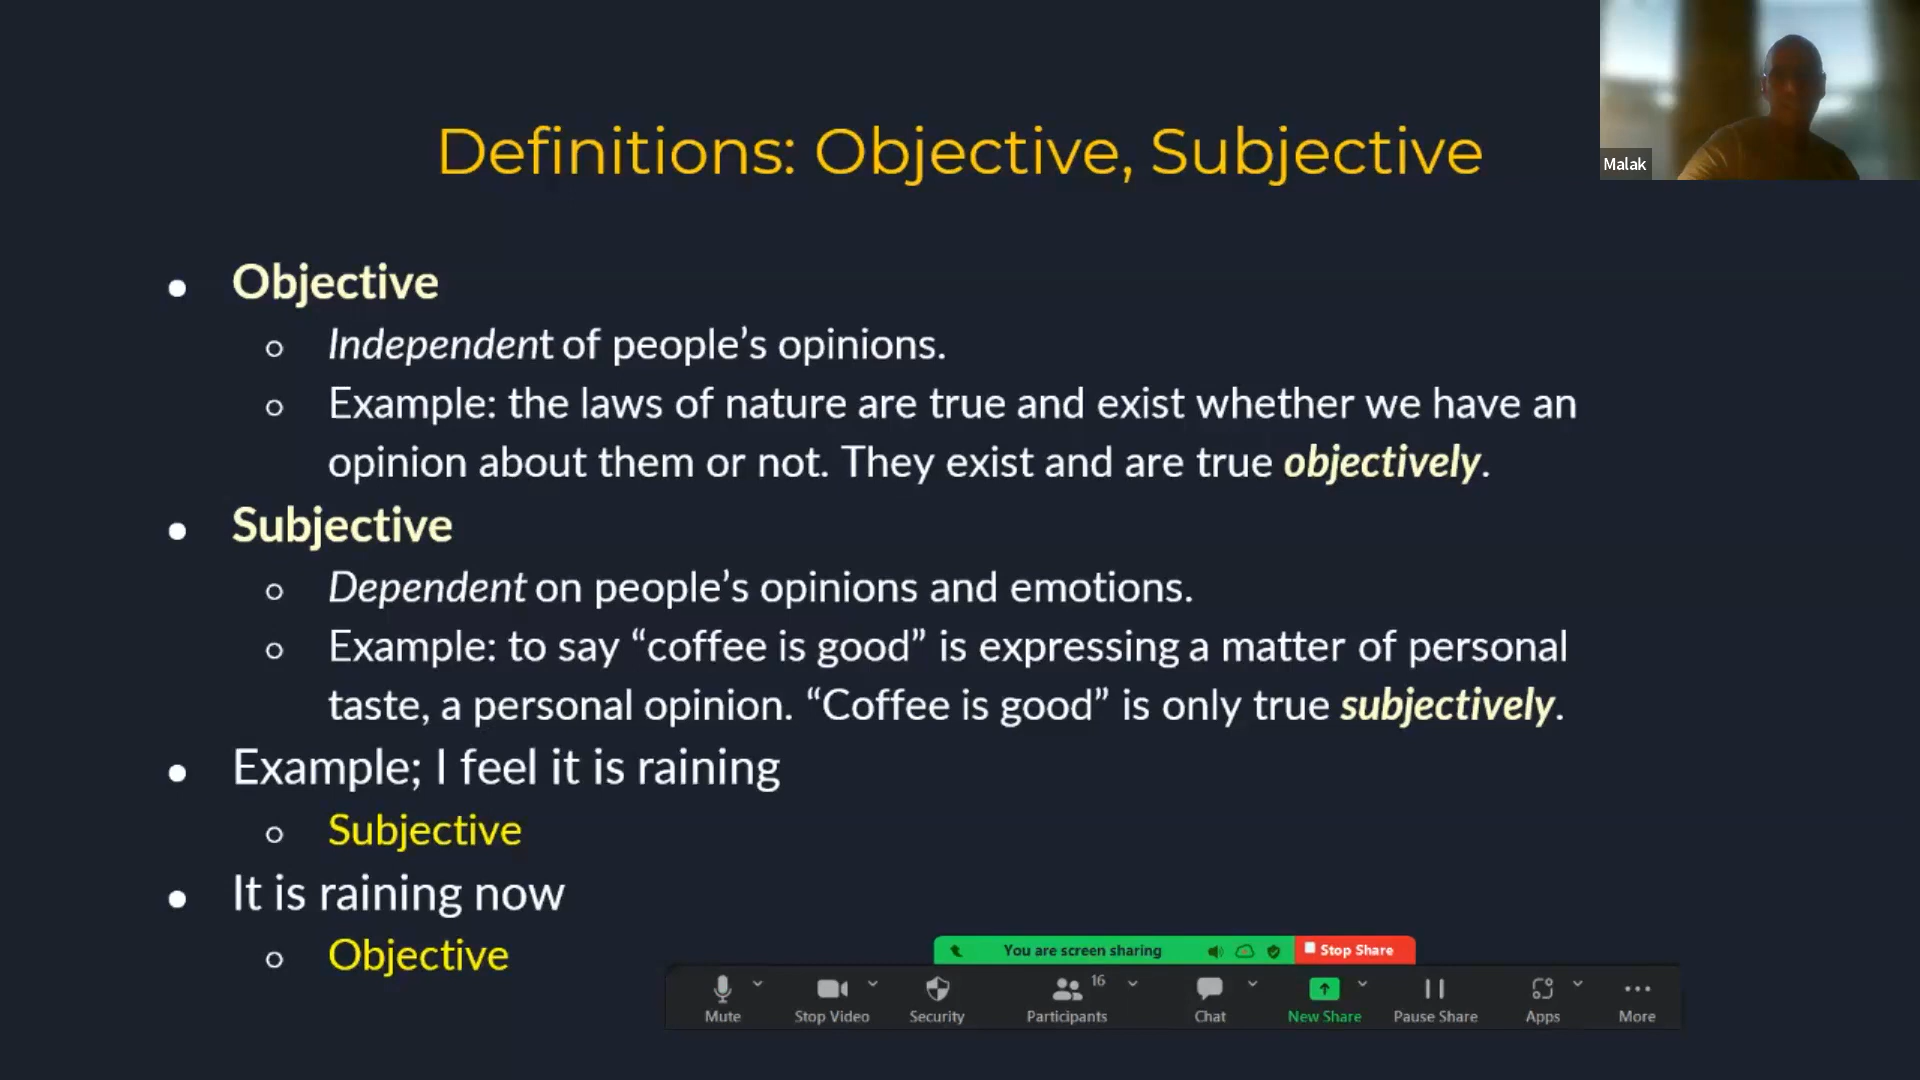 Definitions: Objective, Subjective
Malak
Objective
Independent of people’s opinions.
Example: the laws of nature are true and exist whether we have an
opinion about them or not. They exist and are true objectively.
Subjective
Dependent on people’s opinions and emotions.
Example: to say “coffee is good” is expressing a matter of personal
taste, a personal opinion. “Coffee is good” is only true subjectively.
Example; I feel it is raining
Subjective
It is raining now
Objective
You are screen sharing Stop Share
16
Mute Stop Video Security Participants Chat New Share Pause Share Apps More